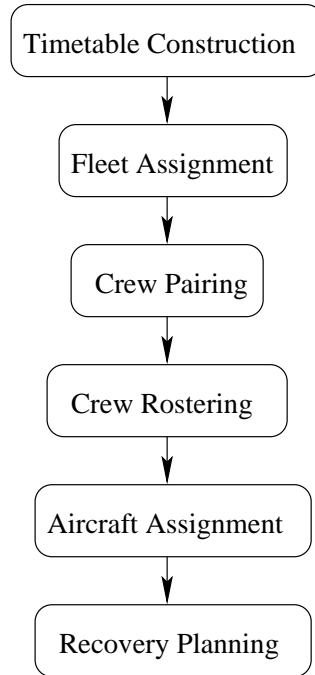 Timetable Construction
Fleet Assignment
Crew Pairing
Crew Rostering
Aircraft Assignment
Recovery Planning